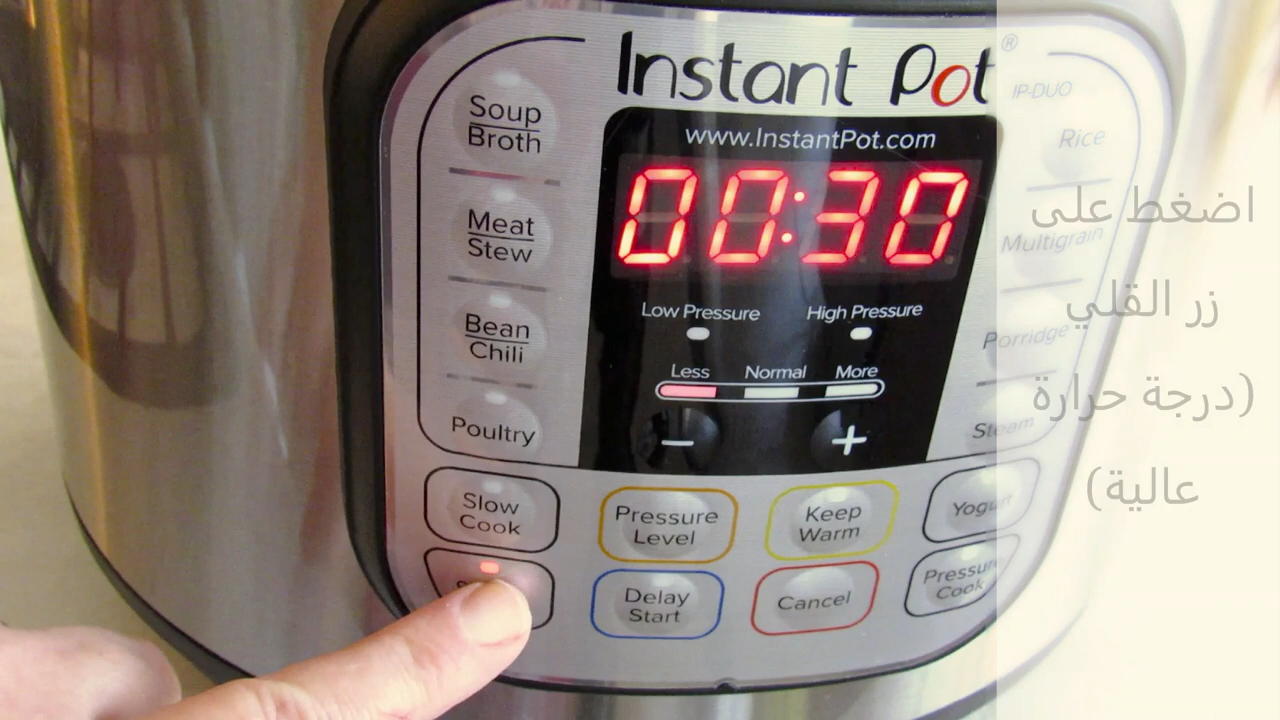 Instant Pot®
IP-DUO
www.InstantPot.com
00:30
Low Pressure
High Pressure
Less
Normal
More
−
+
Soup
Broth
Meat
Stew
Bean
Chili
Poultry
Slow
Cook
Pressure
Level
Keep
Warm
Delay
Start
Cancel
Rice
Multigrain
Porridge
Steam
Yogurt
Pressure
Cook
اضغط على
زر القلي
(درجة حرارة
عالية)